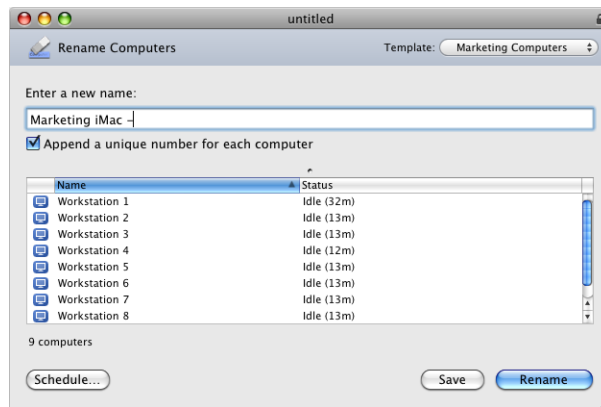 untitled
Rename Computers Template: Marketing Computers
Enter a new name:
Marketing iMac -
Append a unique number for each computer
Name Status
Workstation 1 Idle (32m)
Workstation 2 Idle (13m)
Workstation 3 Idle (13m)
Workstation 4 Idle (12m)
Workstation 5 Idle (13m)
Workstation 6 Idle (13m)
Workstation 7 Idle (13m)
Workstation 8 Idle (13m)
9 computers
Schedule... Save Rename